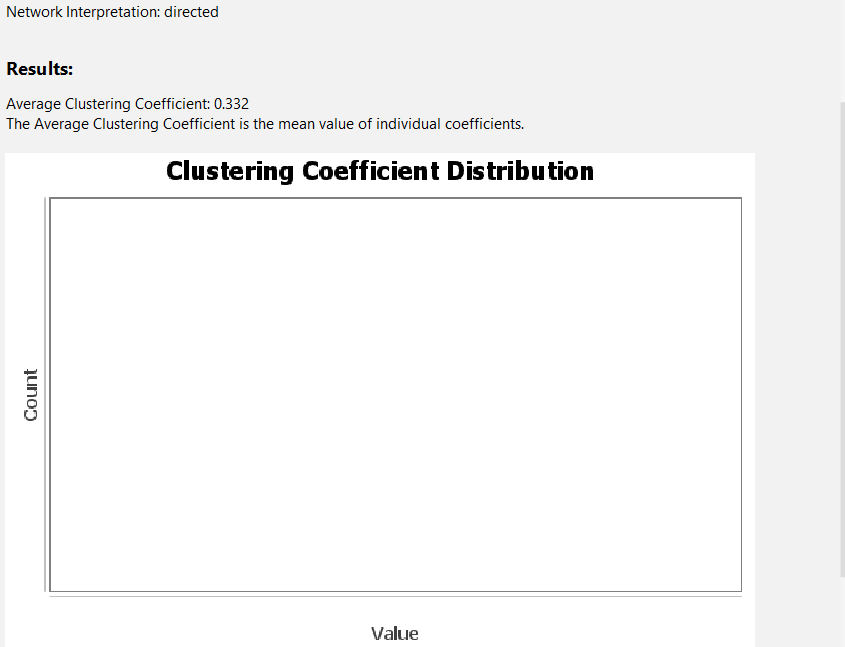 Network Interpretation: directed
Results:
Average Clustering Coefficient: 0.332
The Average Clustering Coefficient is the mean value of individual coefficients.
Clustering Coefficient Distribution
Count
Value